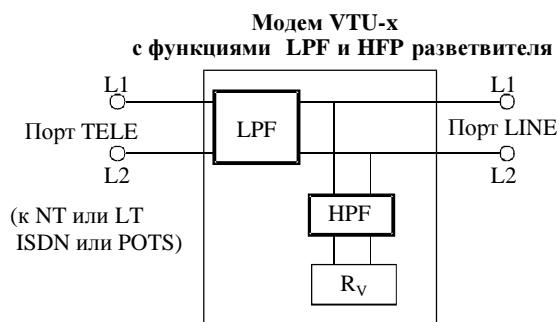 Модем VTU-x
с функциями LPF и HFP разветвителя
L1
L1
LPF
Порт TELE
Порт LINE
L2
L2
(к NT или LT
ISDN или POTS)
HPF
RV